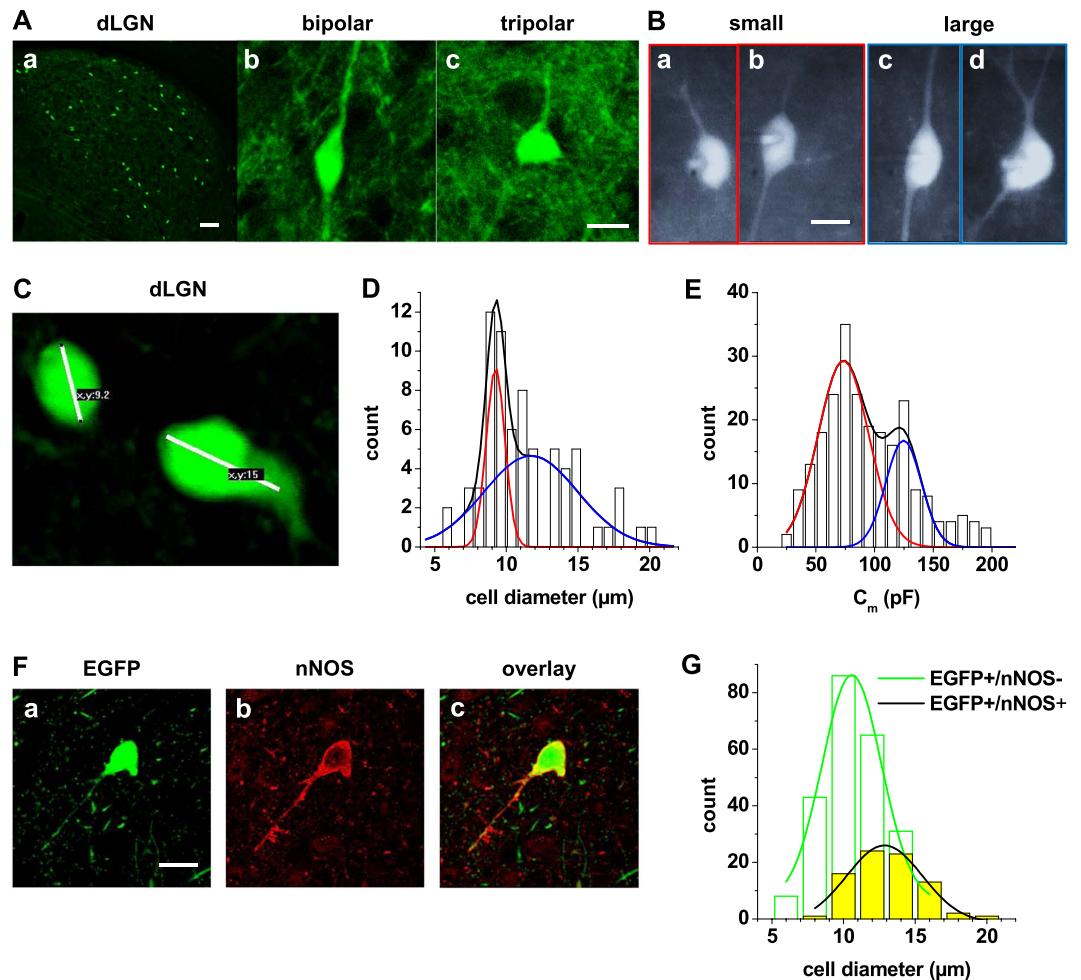 A dLGN bipolar tripolar
a b c
B small large
a b c d
C dLGN
x,y:9.2
x,y:15
D
count
12
10
8
6
4
2
0
5 10 15 20
cell diameter (µm)
E
count
40
30
20
10
0
0 50 100 150 200
Cm (pF)
F EGFP nNOS overlay
a b c
G
EGFP+/nNOS-
EGFP+/nNOS+
count
80
60
40
20
0
5 10 15 20
cell diameter (µm)